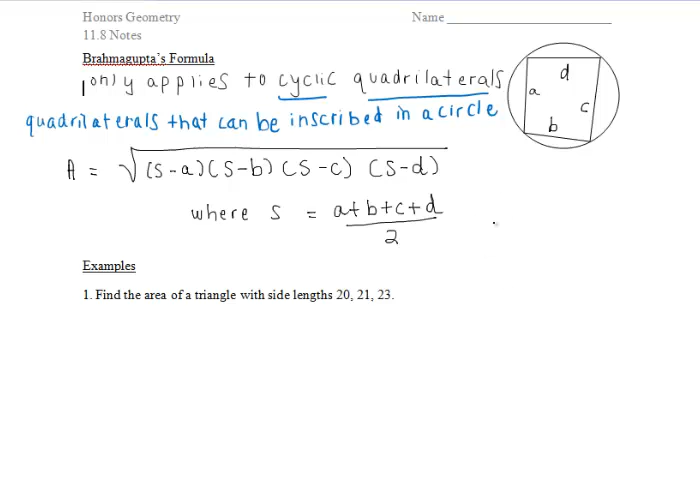 Honors Geometry Name
11.8 Notes
Brahmagupta's Formula
only applies to cyclic quadrilaterals
quadrilaterals that can be inscribed in a circle
a
b
c
d
A = √(s-a)(s-b)(s-c)(s-d)
where s = a+b+c+d
2
Examples
1. Find the area of a triangle with side lengths 20, 21, 23.